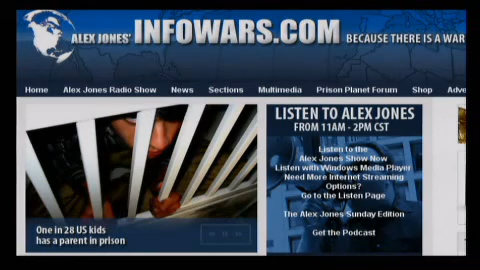 ALEX JONES' INFOWARS.COM BECAUSE THERE IS A WAR
Home Alex Jones Radio Show News Sections Multimedia Prison Planet Forum Shop Adve
LISTEN TO ALEX JONES
FROM 11AM - 2PM CST
Listen to the
Alex Jones Show Now
Listen with Windows Media Player
Need More Internet Streaming
Options?
Go to the Listen Page
The Alex Jones Sunday Edition
Get the Podcast
One in 28 US kids
has a parent in prison